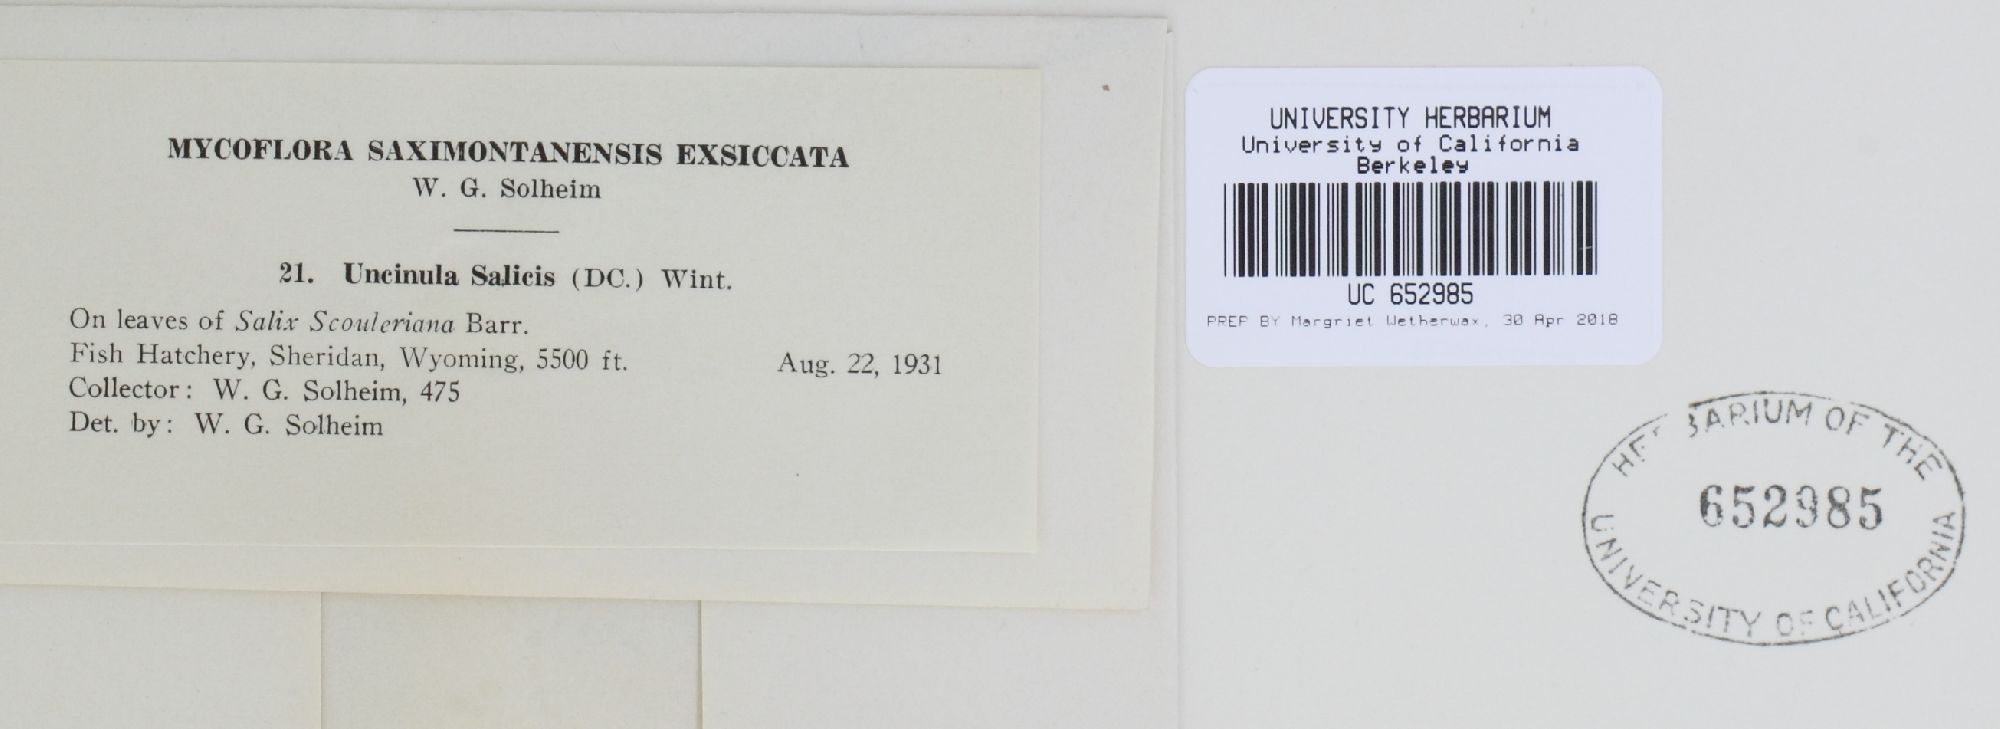 MYCOFLORA SAXIMONTANENSIS EXSICCATA
W. G. Solheim
21. Uncinula Salicis (DC.) Wint.
On leaves of Salix Scouleriana Barr.
Fish Hatchery, Sheridan, Wyoming, 5500 ft. Aug. 22, 1931
Collector: W. G. Solheim, 475
Det. by: W. G. Solheim
UNIVERSITY HERBARIUM
University of California
Berkeley
UC 652985
PREP BY Margriet Wetherwax, 30 Apr 2018
HERBARIUM OF THE
652985
UNIVERSITY OF CALIFORNIA